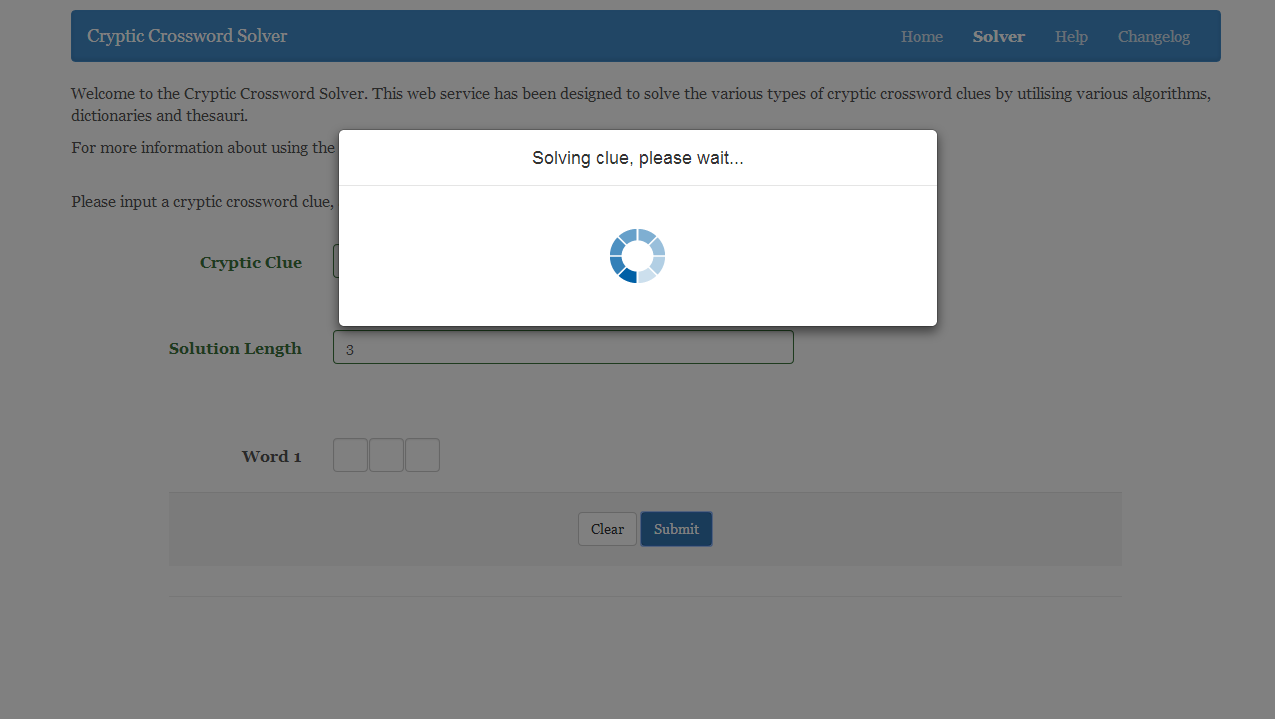 Cryptic Crossword Solver Home Solver Help Changelog
Welcome to the Cryptic Crossword Solver. This web service has been designed to solve the various types of cryptic crossword clues by utilising various algorithms,
dictionaries and thesauri.
For more information about using the
Solving clue, please wait...
Please input a cryptic crossword clue,
Cryptic Clue
Solution Length 3
Word 1
Clear Submit